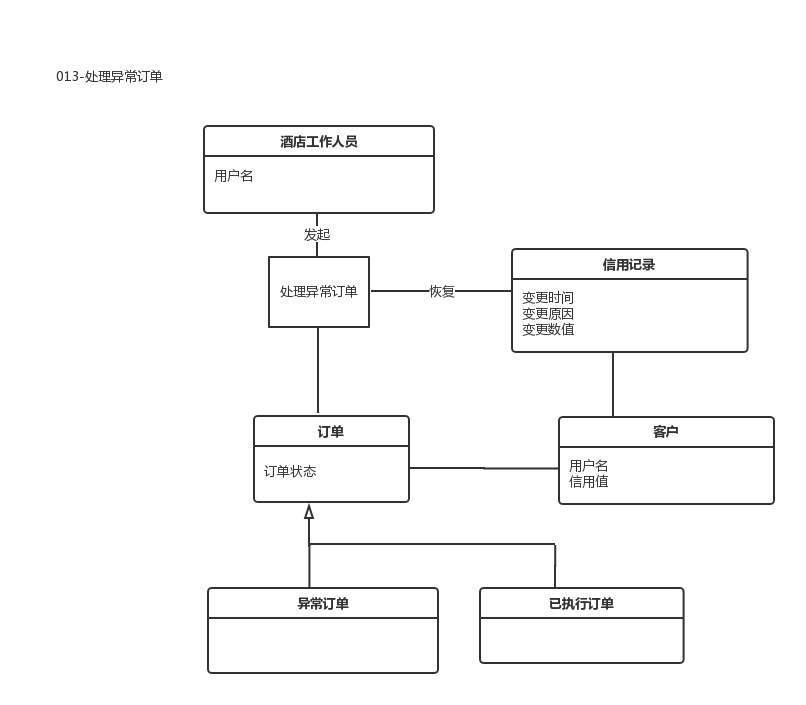 013-处理异常订单
酒店工作人员
用户名
发起
处理异常订单
恢复
信用记录
变更时间
变更原因
变更数值
订单
订单状态
客户
用户名
信用值
异常订单
已执行订单